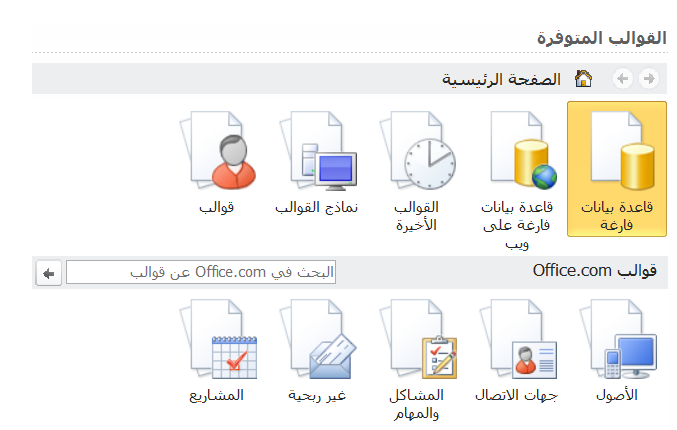 القوالب المتوفرة
الصفحة الرئيسية
قاعدة بيانات
فارغة
قاعدة بيانات
فارغة على
ويب
القوالب
الأخيرة
نماذج القوالب
قوالب
قوالب Office.com
البحث في Office.com عن قوالب
الأصول
جهات الاتصال
المشاكل
والمهام
غير ربحية
المشاريع